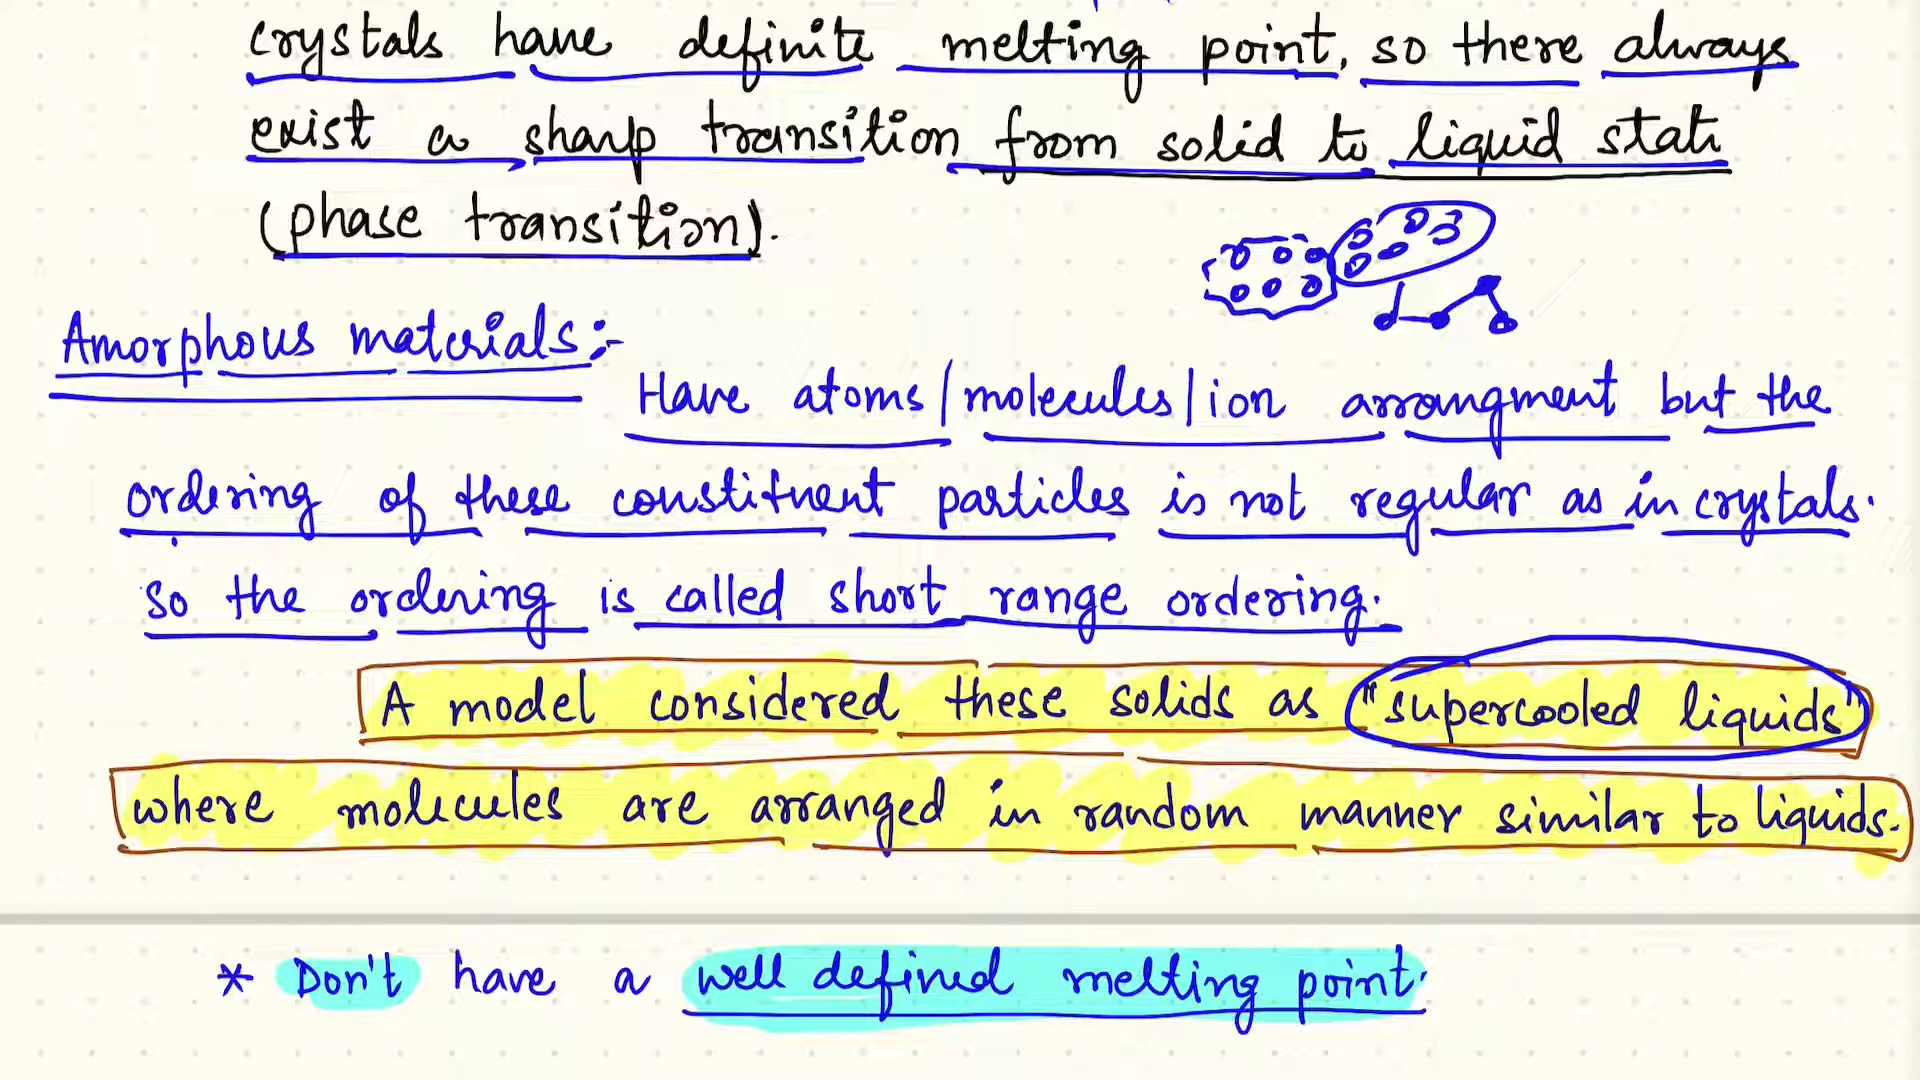 crystals have definite melting point, so there always
exist a sharp transition from solid to liquid state
(phase transition).
Amorphous materials:-
Have atoms/molecules/ion arrangment but the
ordering of these constituent particles is not regular as in crystals.
so the ordering is called short range ordering.
A model considered these solids as "supercooled liquids"
where molecules are arranged in random manner similar to liquids.
* Don't have a well defined melting point.